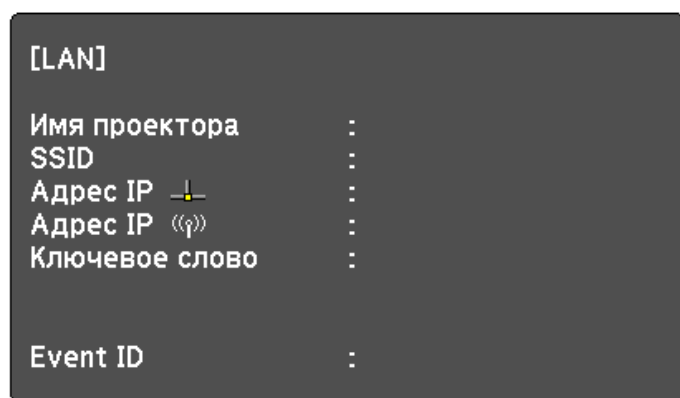 [LAN]
Имя проектора :
SSID :
Адрес IP :
Адрес IP :
Ключевое слово :
Event ID :